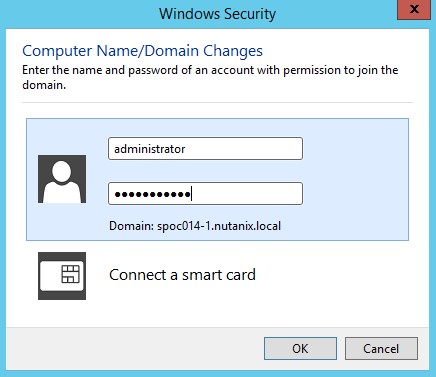 Windows Security
x
Computer Name/Domain Changes
Enter the name and password of an account with permission to join the
domain.
administrator
●●●●●●●●●●●
Domain: spoc014-1.nutanix.local
Connect a smart card
OK
Cancel